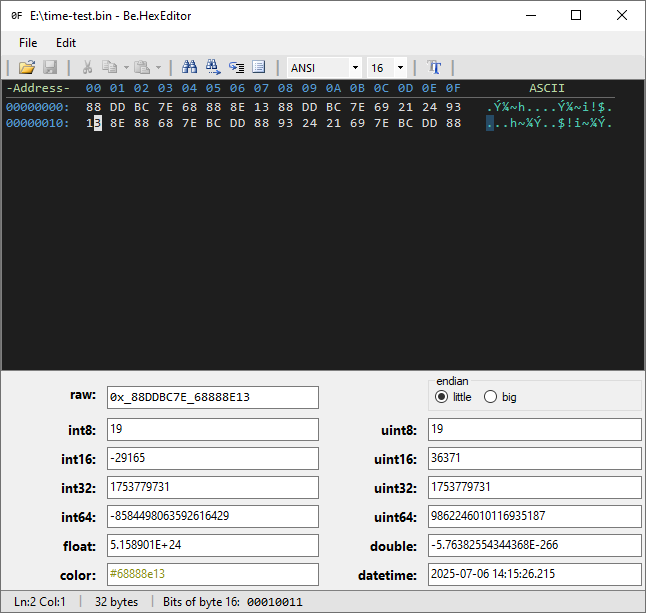 0F E:\time-test.bin - Be.HexEditor
File Edit
ANSI 16 TT
-Address- 00 01 02 03 04 05 06 07 08 09 0A 0B 0C 0D 0E 0F ASCII
00000000: 88 DD BC 7E 68 88 8E 13 88 DD BC 7E 69 21 24 93 .Ý¼~h....Ý¼~i!$.
00000010: 13 8E 88 68 7E BC DD 88 93 24 21 69 7E BC DD 88 ...h~¼Ý..$!i~¼Ý.
endian
raw: 0x_88DDBC7E_68888E13 little big
int8: 19 uint8: 19
int16: -29165 uint16: 36371
int32: 1753779731 uint32: 1753779731
int64: -8584498063592616429 uint64: 9862246010116935187
float: 5.158901E+24 double: -5.76382554344368E-266
color: #68888e13 datetime: 2025-07-06 14:15:26.215
Ln:2 Col:1 32 bytes Bits of byte 16: 00010011